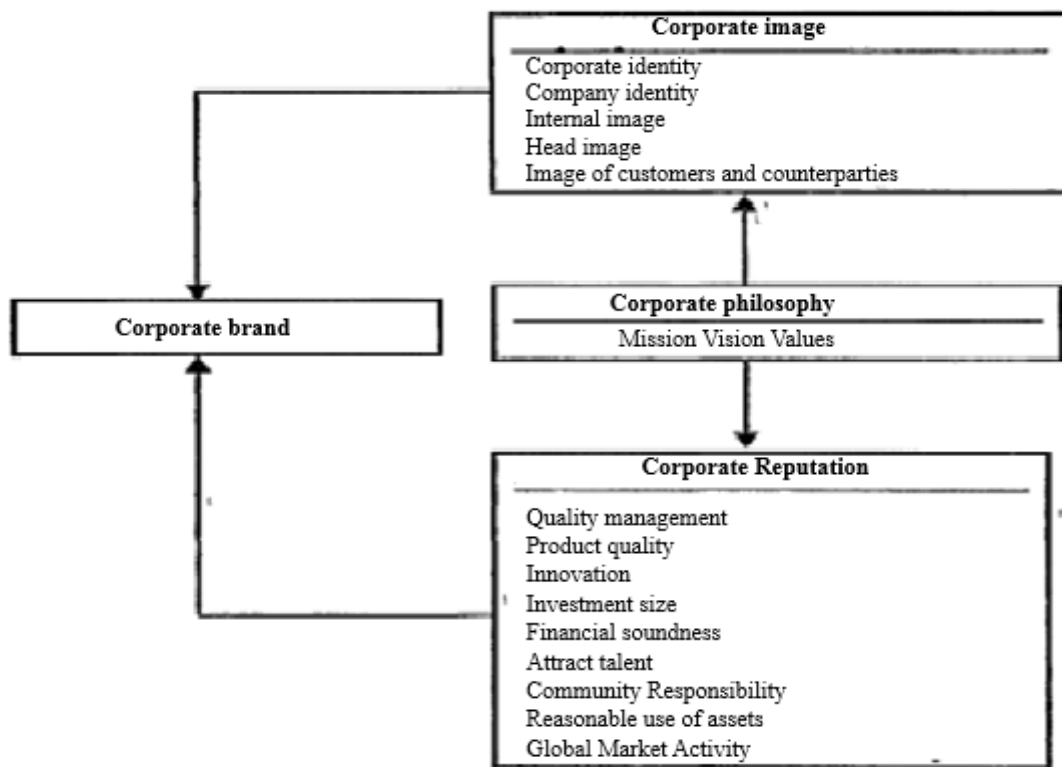 Corporate image
Corporate identity
Company identity
Internal image
Head image
Image of customers and counterparties
Corporate brand
Corporate philosophy
Mission Vision Values
Corporate Reputation
Quality management
Product quality
Innovation
Investment size
Financial soundness
Attract talent
Community Responsibility
Reasonable use of assets
Global Market Activity